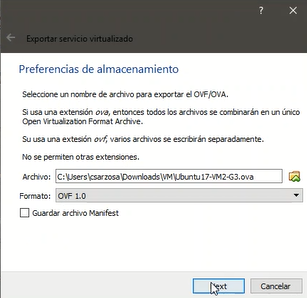 ?
Exportar servicio virtualizado
Preferencias de almacenamiento
Seleccione un nombre de archivo para exportar el OVF/OVA.
Si usa una extensión ova, entonces todos los archivos se combinarán en un único
Open Virtualization Format Archive.
Su usa una extesión ovf, varios archivos se escribirán separadamente.
No se permiten otras extensiones.
Archivo: C:\Users\csarzosa\Downloads\VM\Ubuntu17-VM2-G3.ova
Formato: OVF 1.0
Guardar archivo Manifest
Next Cancelar